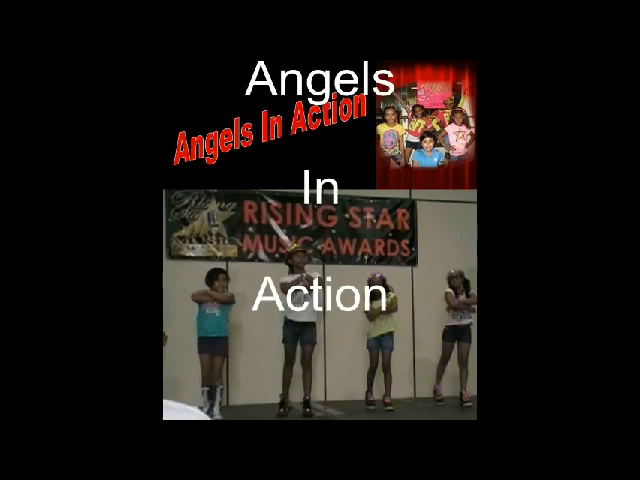 Angels
Angels In Action
In
RISING STAR
MUSIC AWARDS
Action